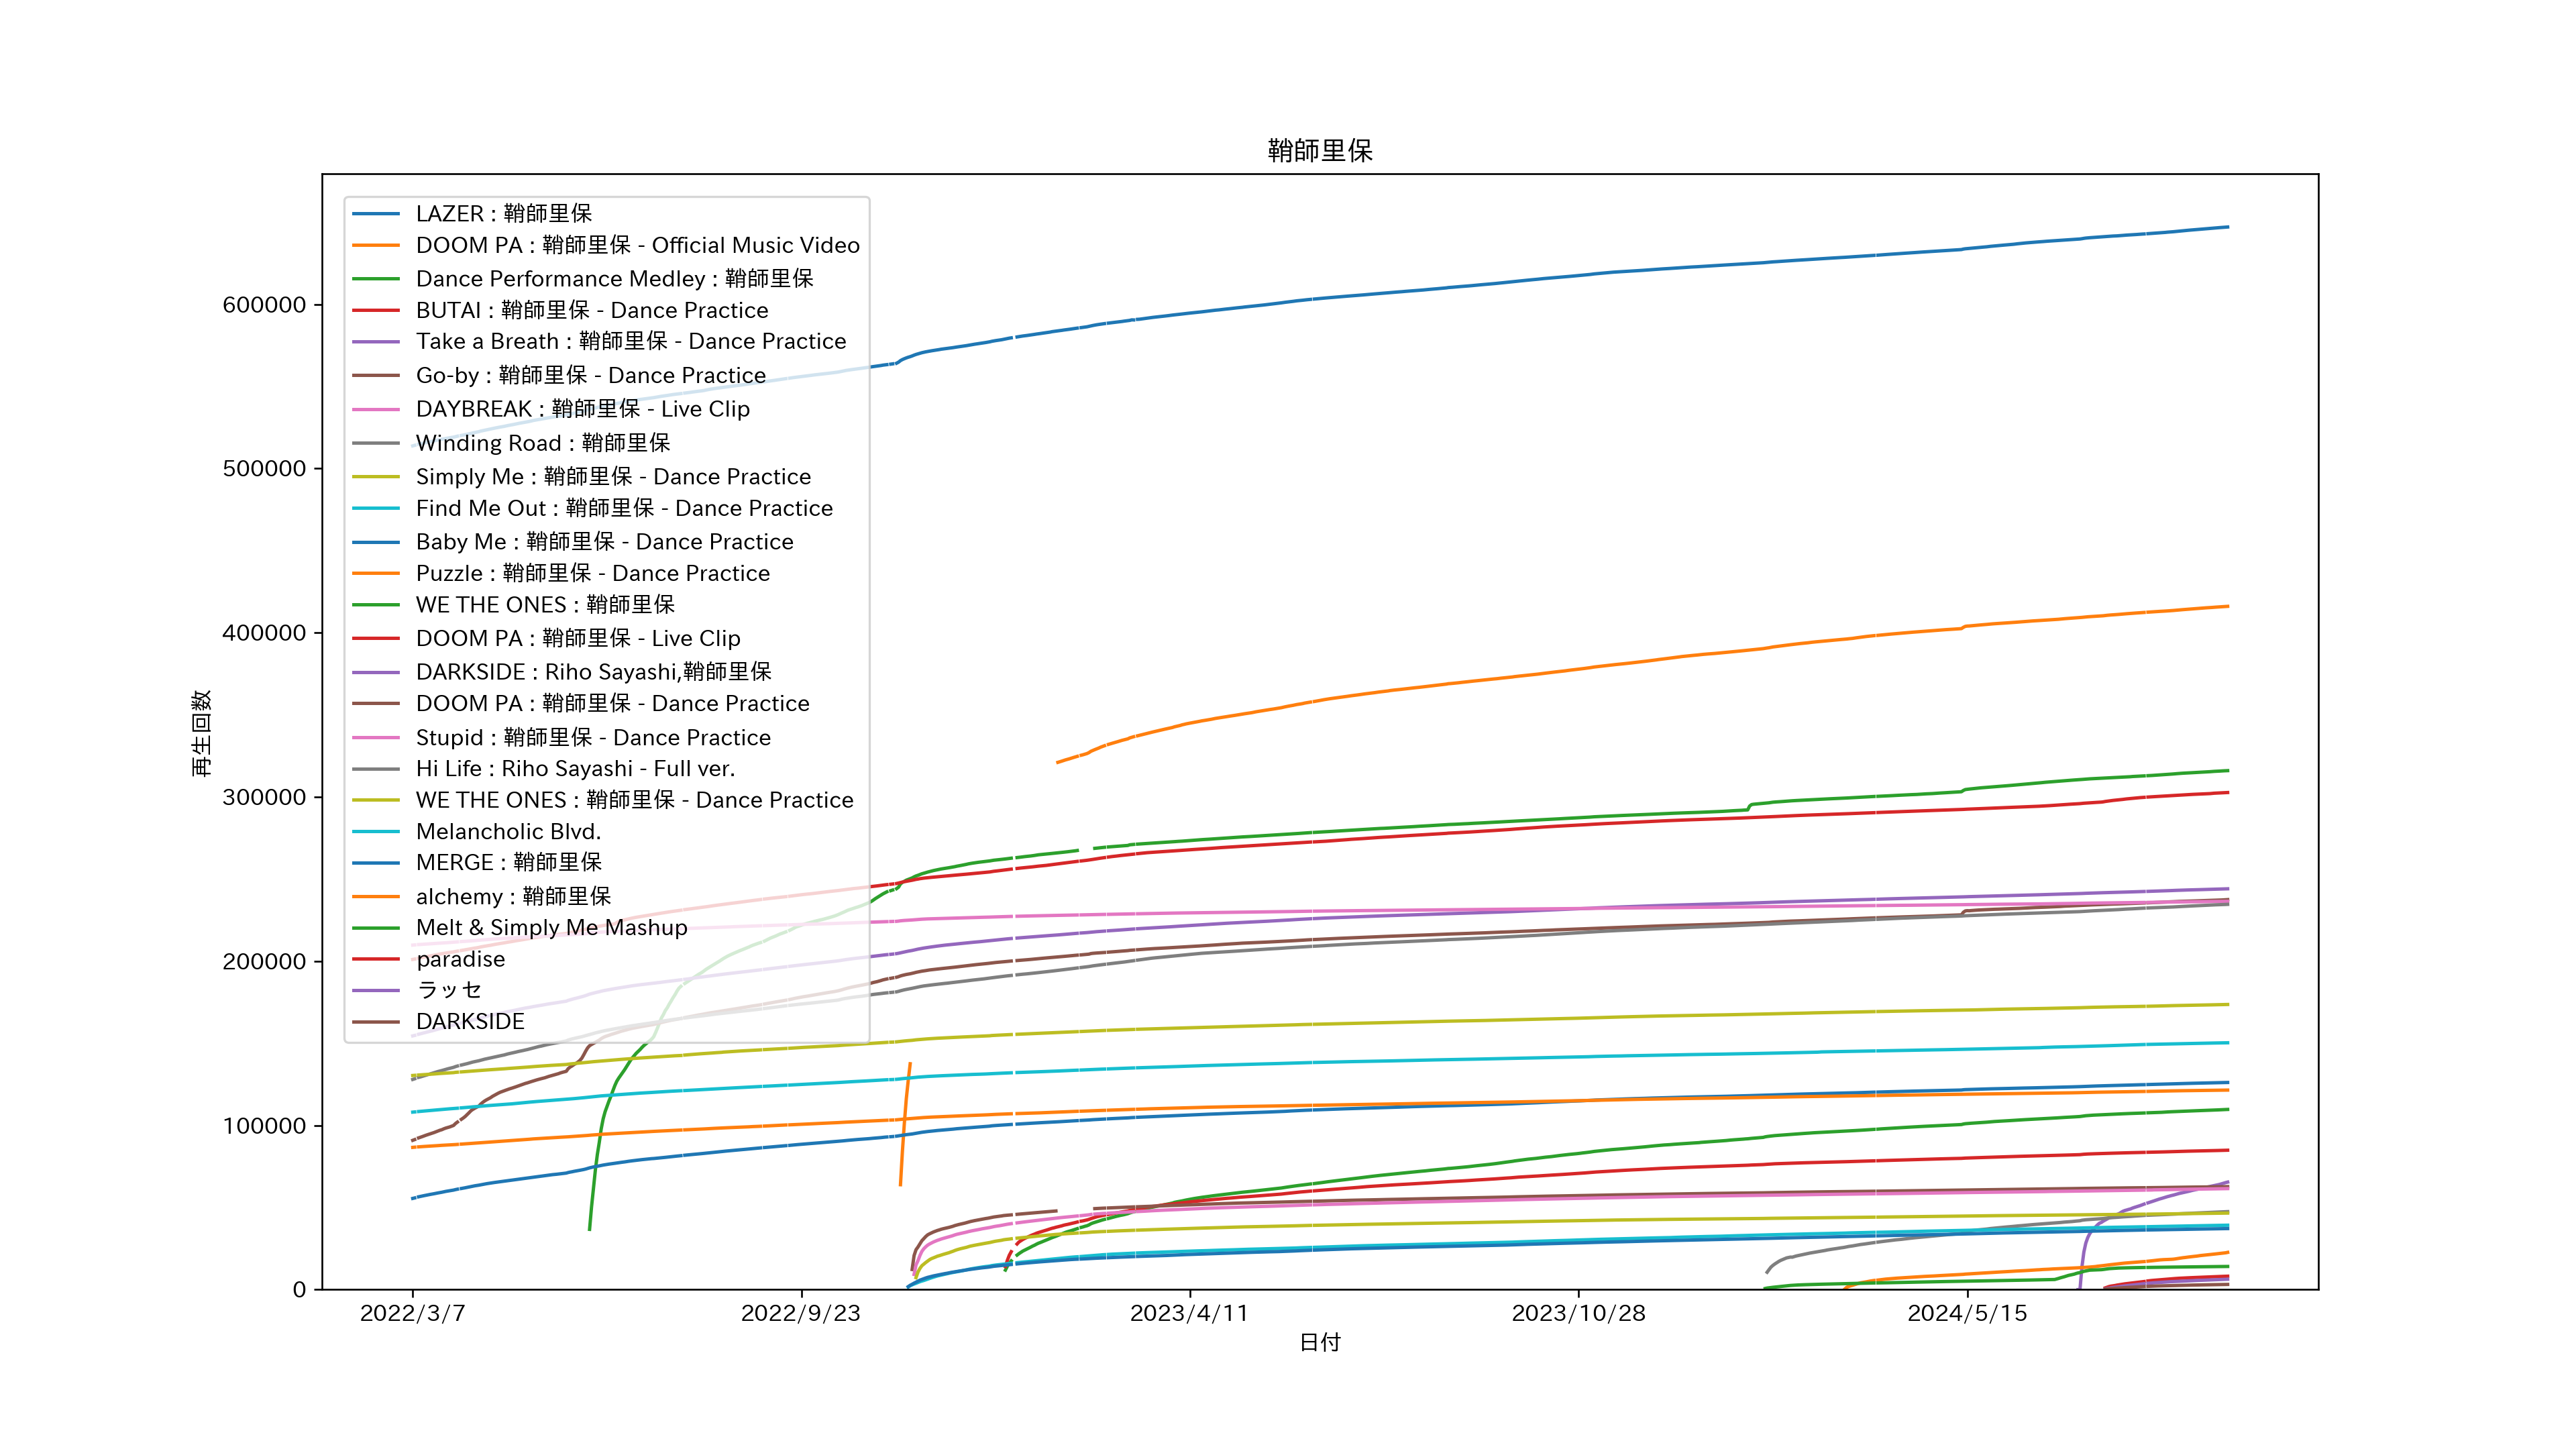 鞘師里保
LAZER : 鞘師里保
DOOM PA : 鞘師里保 - Official Music Video
Dance Performance Medley : 鞘師里保
BUTAI : 鞘師里保 - Dance Practice
Take a Breath : 鞘師里保 - Dance Practice
Go-by : 鞘師里保 - Dance Practice
DAYBREAK : 鞘師里保 - Live Clip
Winding Road : 鞘師里保
Simply Me : 鞘師里保 - Dance Practice
Find Me Out : 鞘師里保 - Dance Practice
Baby Me : 鞘師里保 - Dance Practice
Puzzle : 鞘師里保 - Dance Practice
WE THE ONES : 鞘師里保
DOOM PA : 鞘師里保 - Live Clip
DARKSIDE : Riho Sayashi,鞘師里保
DOOM PA : 鞘師里保 - Dance Practice
Stupid : 鞘師里保 - Dance Practice
Hi Life : Riho Sayashi - Full ver.
WE THE ONES : 鞘師里保 - Dance Practice
Melancholic Blvd.
MERGE : 鞘師里保
alchemy : 鞘師里保
Melt & Simply Me Mashup
paradise
ラッセ
DARKSIDE
600000
500000
400000
300000
200000
100000
0
再生回数
2022/3/7 2022/9/23 2023/4/11 2023/10/28 2024/5/15
日付